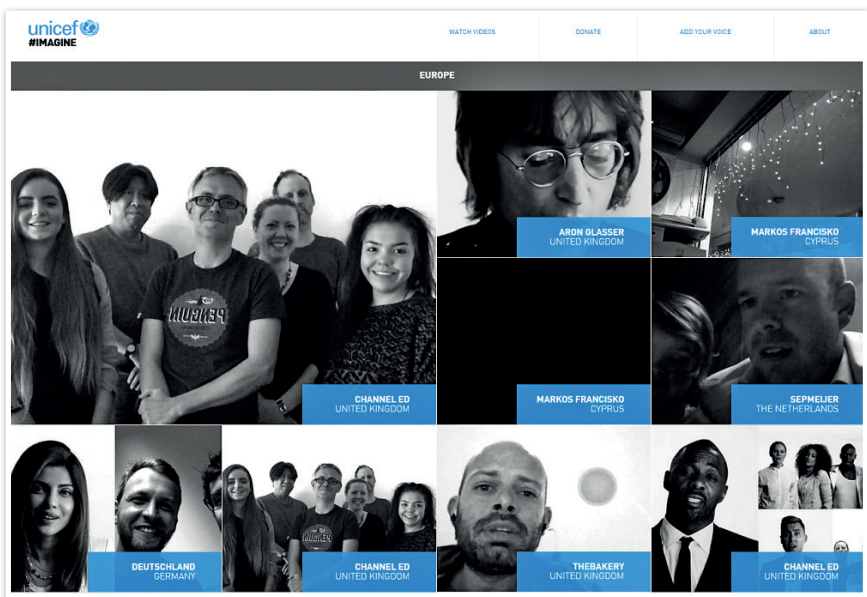 unicef
#IMAGINE
WATCH VIDEOS
DONATE
ADD YOUR VOICE
ABOUT
EUROPE
PENGUIN
CHANNEL ED
UNITED KINGDOM
ARON GLASSER
UNITED KINGDOM
MARKOS FRANCISKO
CYPRUS
MARKOS FRANCISKO
CYPRUS
SEPMEIJER
THE NETHERLANDS
DEUTSCHLAND
GERMANY
CHANNEL ED
UNITED KINGDOM
THEBAKERY
UNITED KINGDOM
CHANNEL ED
UNITED KINGDOM